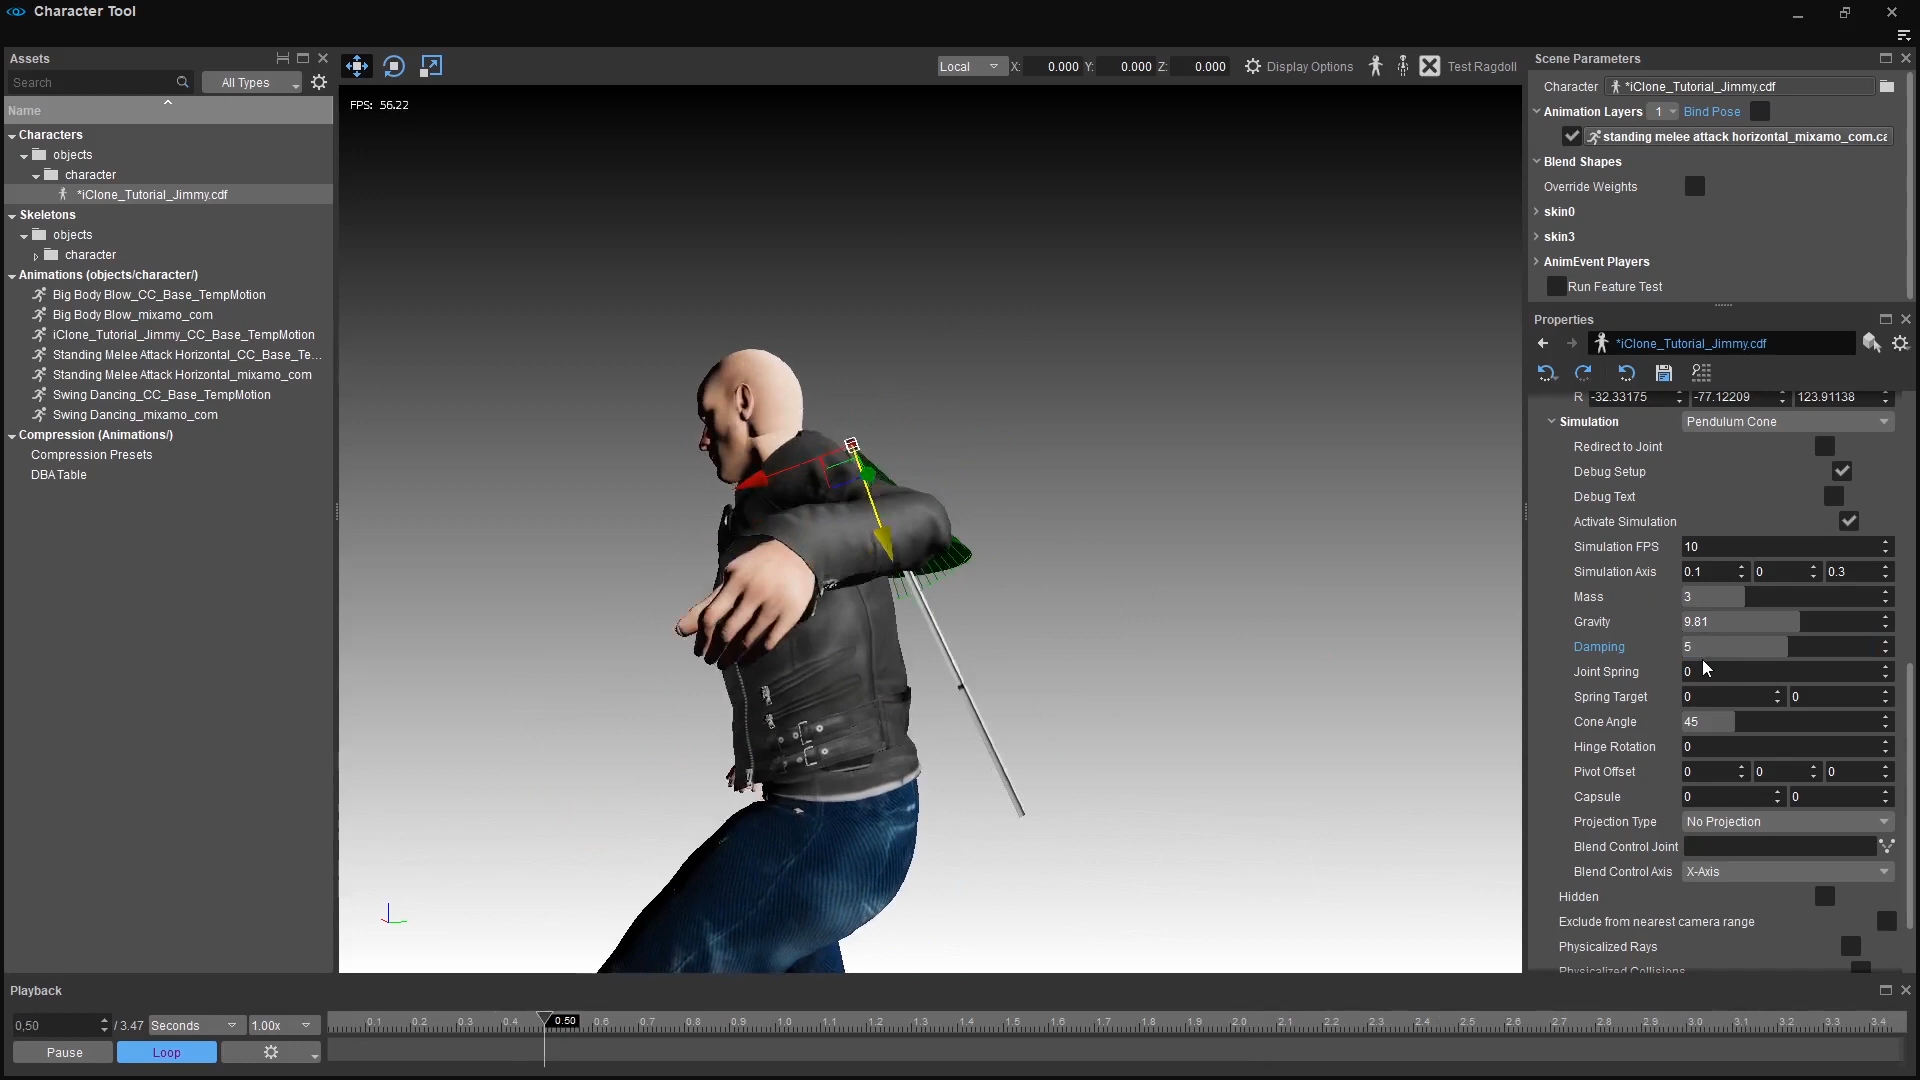 Character Tool
Assets
Search
All Types
Name
Characters
objects
character
*iClone_Tutorial_Jimmy.cdf
Skeletons
objects
character
Animations (objects/character/)
Big Body Blow_CC_Base_TempMotion
Big Body Blow_mixamo_com
iClone_Tutorial_Jimmy_CC_Base_TempMotion
Standing Melee Attack Horizontal_CC_Base_Te...
Standing Melee Attack Horizontal_mixamo_com
Swing Dancing_CC_Base_TempMotion
Swing Dancing_mixamo_com
Compression (Animations/)
Compression Presets
DBA Table
Local X: 0.000 Y: 0.000 Z: 0.000 Display Options Test Ragdoll
FPS: 56.22
Scene Parameters
Character *iClone_Tutorial_Jimmy.cdf
Animation Layers 1 Bind Pose
standing melee attack horizontal_mixamo_com.ca
Blend Shapes
Override Weights
skin0
skin3
AnimEvent Players
Run Feature Test
Properties
*iClone_Tutorial_Jimmy.cdf
R -32.33175 -77.12209 123.91138
Simulation Pendulum Cone
Redirect to Joint
Debug Setup
Debug Text
Activate Simulation
Simulation FPS 10
Simulation Axis 0.1 0 0.3
Mass 3
Gravity 9.81
Damping 5
Joint Spring 0
Spring Target 0 0
Cone Angle 45
Hinge Rotation 0
Pivot Offset 0 0 0
Capsule 0 0
Projection Type No Projection
Blend Control Joint
Blend Control Axis X-Axis
Hidden
Exclude from nearest camera range
Physicalized Rays
Physicalized Collisions
Playback
0,50 / 3.47 Seconds 1.00x
0.1 0.2 0.3 0.4 0.50 0.6 0.7 0.8 0.9 1.0 1.1 1.2 1.3 1.4 1.5 1.6 1.7 1.8 1.9 2.0 2.1 2.2 2.3 2.4 2.5 2.6 2.7 2.8 2.9 3.0 3.1 3.2 3.3 3.4
Pause Loop